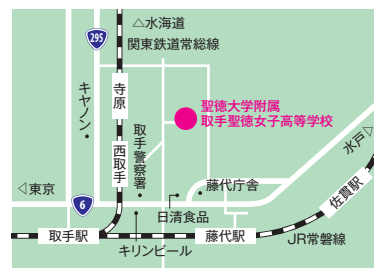 △水海道
関東鉄道常総線
295
キヤノン
寺原
西取手
取手警察署
聖徳大学附属
取手聖徳女子高等学校
水戸▷
◁東京
6
藤代庁舎
日清食品
佐貫駅
取手駅
キリンビール
藤代駅
JR常磐線